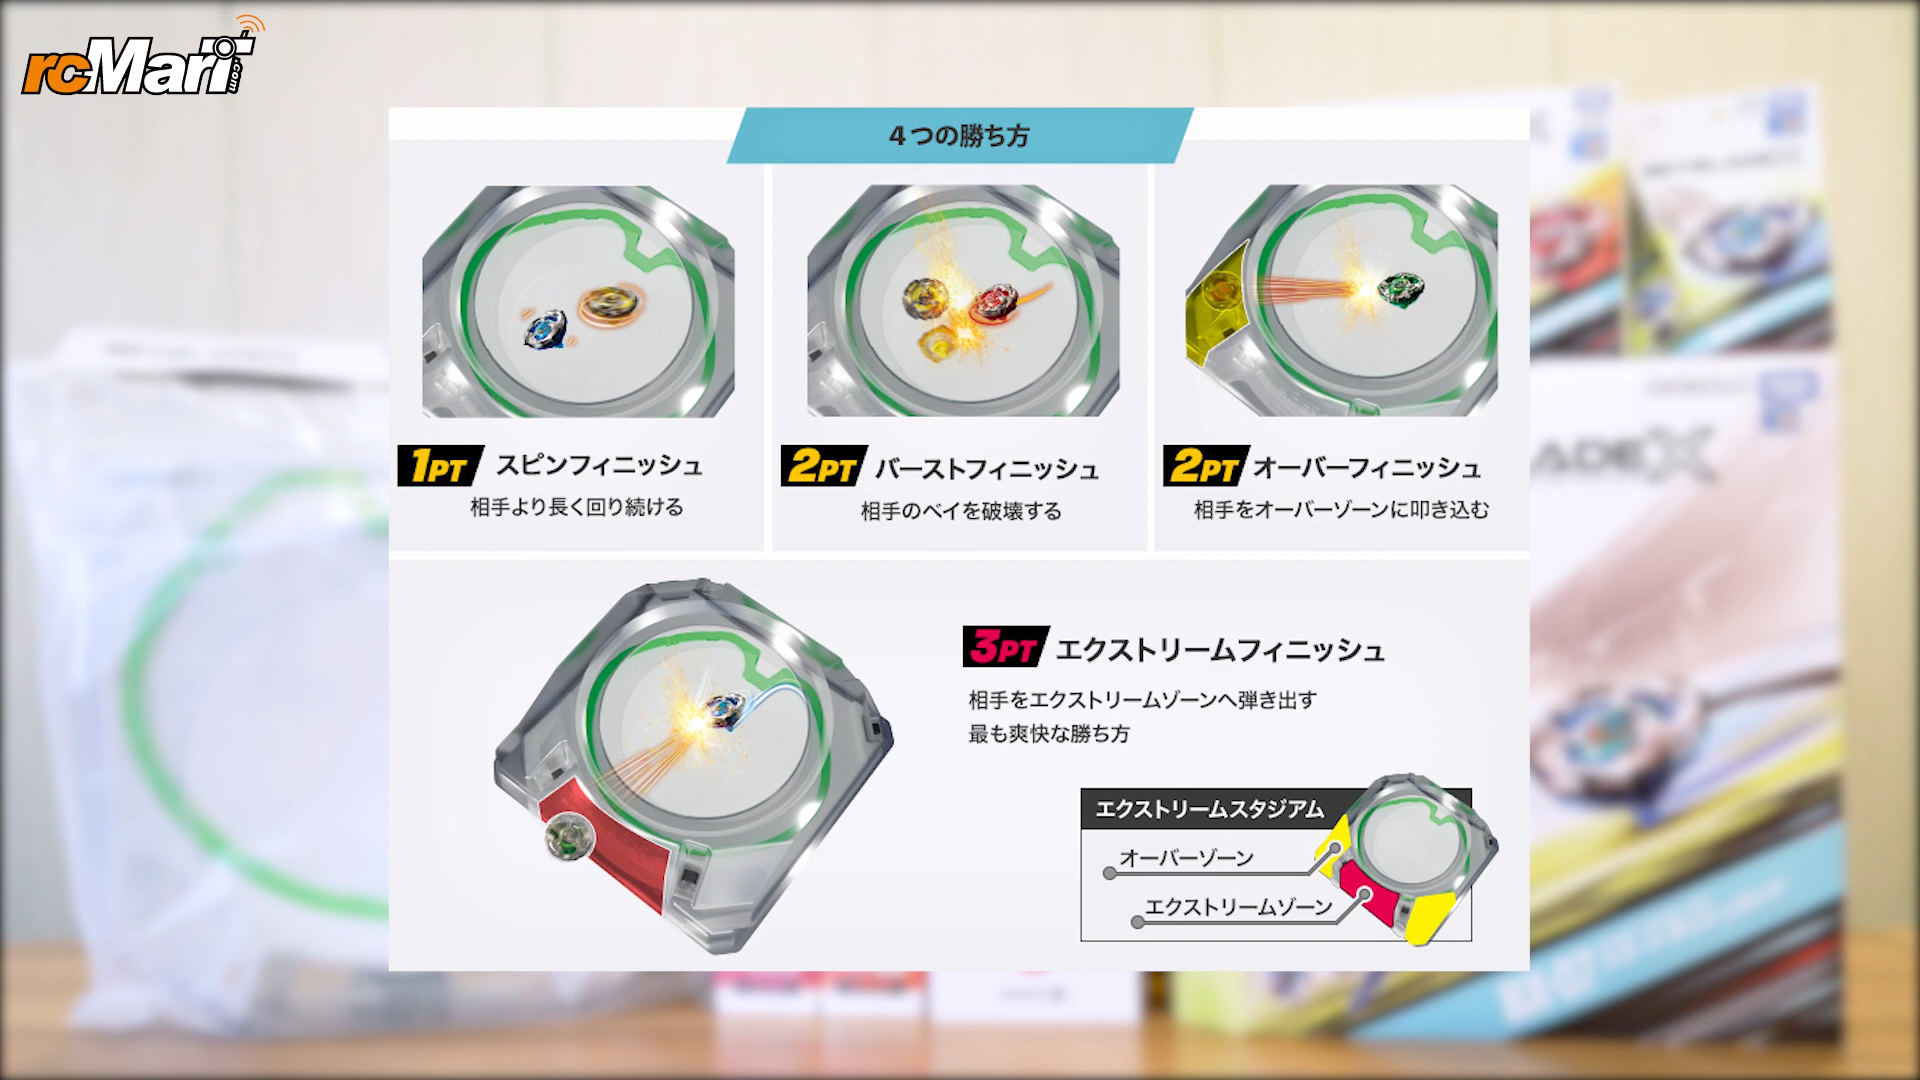 rcMart.com
4つの勝ち方
1PT スピンフィニッシュ
相手より長く回り続ける
2PT バーストフィニッシュ
相手のベイを破壊する
2PT オーバーフィニッシュ
相手をオーバーゾーンに叩き込む
3PT エクストリームフィニッシュ
相手をエクストリームゾーンへ弾き出す
最も爽快な勝ち方
エクストリームスタジアム
オーバーゾーン
エクストリームゾーン
ADEX